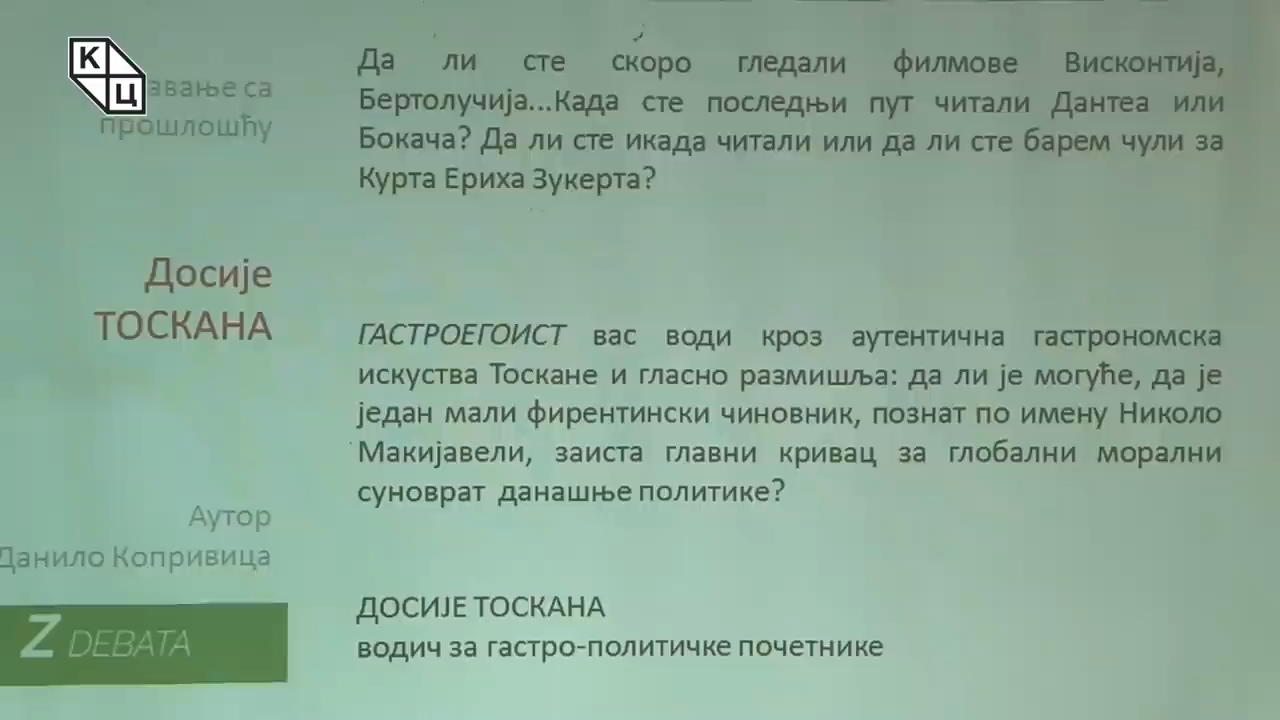 К
Ц
са
прошлошћу
Досије
ТОСКАНА
Аутор
Данило Копривица
Z DEBATA
Да ли сте скоро гледали филмове Висконтија,
Бертолучија...Када сте последњи пут читали Дантеа или
Бокача? Да ли сте икада читали или да ли сте барем чули за
Курта Ериха Зукерта?
ГАСТРОЕГОИСТ вас води кроз аутентична гастрономска
искуства Тоскане и гласно размишља: да ли је могуће, да је
један мали фирентински чиновник, познат по имену Николо
Макијавели, заиста главни кривац за глобални морални
суноврат данашње политике?
ДОСИЈЕ ТОСКАНА
водич за гастро-политичке почетнике